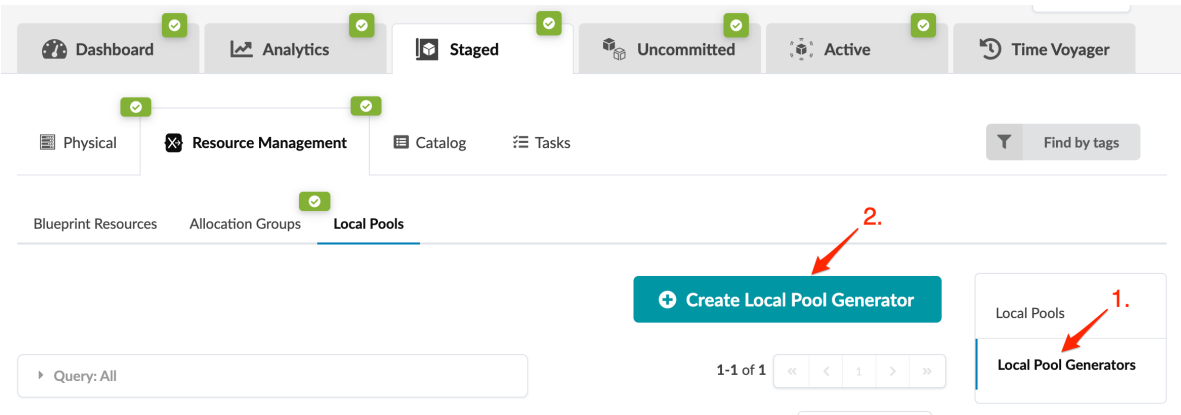 Dashboard Analytics Staged Uncommitted Active Time Voyager
Physical Resource Management Catalog Tasks Find by tags
Blueprint Resources Allocation Groups Local Pools
2.
Create Local Pool Generator
1.
Local Pools
Local Pool Generators
Query: All
1-1 of 1 « < 1 > »